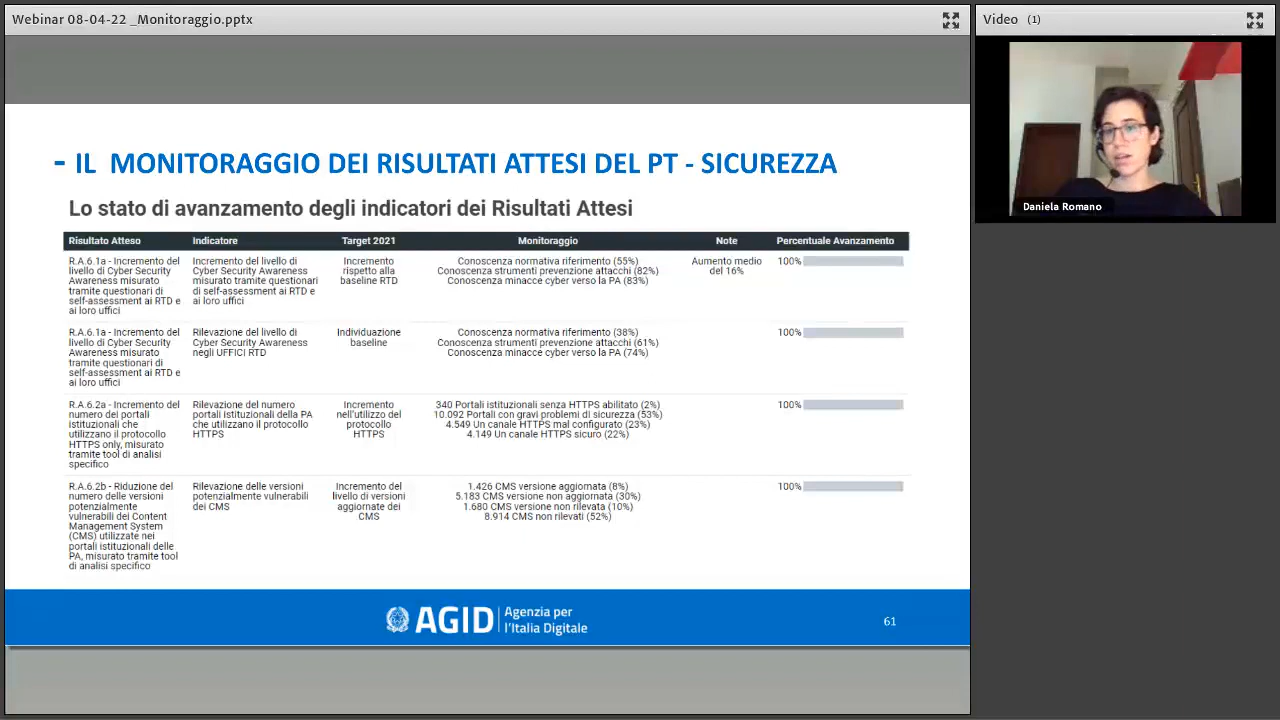 Webinar 08-04-22 _Monitoraggio.pptx
Video (1)
Daniela Romano
- IL MONITORAGGIO DEI RISULTATI ATTESI DEL PT - SICUREZZA
Lo stato di avanzamento degli indicatori dei Risultati Attesi
Risultato Atteso Indicatore Target 2021 Monitoraggio Note Percentuale Avanzamento
R.A.6.1a - Incremento del
livello di Cyber Security
Awareness misurato
tramite questionari di
self-assessment ai RTD e
ai loro uffici
Incremento del livello di
Cyber Security Awareness
misurato tramite questionari
di self-assessment ai RTD e
ai loro uffici
Incremento
rispetto alla
baseline RTD
Conoscenza normativa riferimento (55%)
Conoscenza strumenti prevenzione attacchi (82%)
Conoscenza minacce cyber verso la PA (83%)
Aumento medio
del 16%
100%
R.A.6.1a - Incremento del
livello di Cyber Security
Awareness misurato
tramite questionari di
self-assessment ai RTD e
ai loro uffici
Rilevazione del livello di
Cyber Security Awareness
negli UFFICI RTD
Individuazione
baseline
Conoscenza normativa riferimento (38%)
Conoscenza strumenti prevenzione attacchi (61%)
Conoscenza minacce cyber verso la PA (74%)
100%
R.A.6.2a - Incremento del
numero dei portali
istituzionali che
utilizzano il protocollo
HTTPS only, misurato
tramite tool di analisi
specifico
Rilevazione del numero
portali istituzionali della PA
che utilizzano il protocollo
HTTPS
Incremento
nell'utilizzo del
protocollo
HTTPS
340 Portali istituzionali senza HTTPS abilitato (2%)
10.092 Portali con gravi problemi di sicurezza (53%)
4.549 Un canale HTTPS mal configurato (23%)
4.149 Un canale HTTPS sicuro (22%)
100%
R.A.6.2b - Riduzione del
numero delle versioni
potenzialmente
vulnerabili dei Content
Management System
(CMS) utilizzate nei
portali istituzionali delle
PA, misurato tramite tool
di analisi specifico
Rilevazione delle versioni
potenzialmente vulnerabili
dei CMS
Incremento del
livello di versioni
aggiornate dei
CMS
1.426 CMS versione aggiornata (8%)
5.183 CMS versione non aggiornata (30%)
1.680 CMS versione non rilevata (10%)
8.914 CMS non rilevati (52%)
100%
AGID
Agenzia per
l'Italia Digitale
61